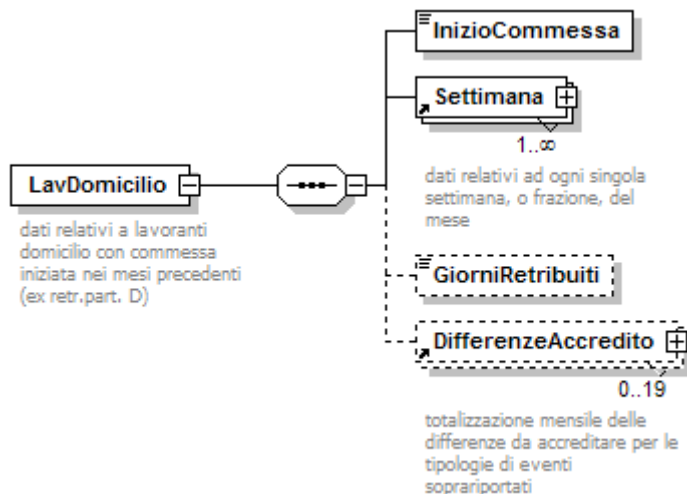 InizioCommessa
Settimana
1..∞
dati relativi ad ogni singola
settimana, o frazione, del
mese
LavDomicilio
dati relativi a lavoranti
domicilio con commessa
iniziata nei mesi precedenti
(ex retr.part. D)
GiorniRetribuiti
DifferenzeAccredito
0..19
totalizzazione mensile delle
differenze da accreditare per le
tipologie di eventi
soprariportati